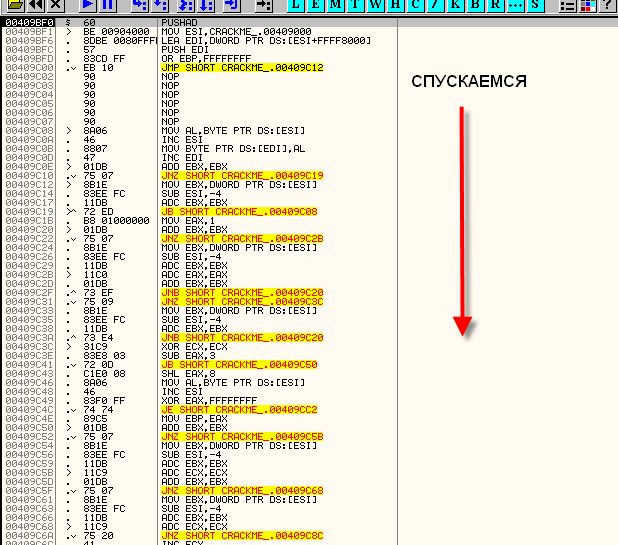 L E M T W H C / K B R ... S ?
00409BF0 $ 60 PUSHAD
00409BF1 > BE 00904000 MOV ESI,CRACKME_.00409000
00409BF6 . 8DBE 0080FFFF LEA EDI,DWORD PTR DS:[ESI+FFFF8000]
00409BFC . 57 PUSH EDI
00409BFD . 83CD FF OR EBP,FFFFFFFF
00409C00 .v EB 10 JMP SHORT CRACKME_.00409C12
00409C02 90 NOP
00409C03 90 NOP
00409C04 90 NOP
00409C05 90 NOP
00409C06 90 NOP
00409C07 90 NOP
00409C08 > 8A06 MOV AL,BYTE PTR DS:[ESI]
00409C0A . 46 INC ESI
00409C0B . 8807 MOV BYTE PTR DS:[EDI],AL
00409C0D . 47 INC EDI
00409C0E > 01DB ADD EBX,EBX
00409C10 .v 75 07 JNZ SHORT CRACKME_.00409C19
00409C12 > 8B1E MOV EBX,DWORD PTR DS:[ESI]
00409C14 . 83EE FC SUB ESI,-4
00409C17 . 11DB ADC EBX,EBX
00409C19 >^ 72 ED JB SHORT CRACKME_.00409C08
00409C1B . B8 01000000 MOV EAX,1
00409C20 > 01DB ADD EBX,EBX
00409C22 .v 75 07 JNZ SHORT CRACKME_.00409C2B
00409C24 . 8B1E MOV EBX,DWORD PTR DS:[ESI]
00409C26 . 83EE FC SUB ESI,-4
00409C29 . 11DB ADC EBX,EBX
00409C2B > 11C0 ADC EAX,EAX
00409C2D . 01DB ADD EBX,EBX
00409C2F .^ 73 EF JNB SHORT CRACKME_.00409C20
00409C31 .v 75 09 JNZ SHORT CRACKME_.00409C3C
00409C33 . 8B1E MOV EBX,DWORD PTR DS:[ESI]
00409C35 . 83EE FC SUB ESI,-4
00409C38 . 11DB ADC EBX,EBX
00409C3A .^ 73 E4 JNB SHORT CRACKME_.00409C20
00409C3C > 31C9 XOR ECX,ECX
00409C3E . 83E8 03 SUB EAX,3
00409C41 .v 72 0D JB SHORT CRACKME_.00409C50
00409C43 . C1E0 08 SHL EAX,8
00409C46 . 8A06 MOV AL,BYTE PTR DS:[ESI]
00409C48 . 46 INC ESI
00409C49 . 83F0 FF XOR EAX,FFFFFFFF
00409C4C .v 74 74 JE SHORT CRACKME_.00409CC2
00409C4E . 89C5 MOV EBP,EAX
00409C50 > 01DB ADD EBX,EBX
00409C52 .v 75 07 JNZ SHORT CRACKME_.00409C5B
00409C54 . 8B1E MOV EBX,DWORD PTR DS:[ESI]
00409C56 . 83EE FC SUB ESI,-4
00409C59 . 11DB ADC EBX,EBX
00409C5B > 11C9 ADC ECX,ECX
00409C5D . 01DB ADD EBX,EBX
00409C5F .v 75 07 JNZ SHORT CRACKME_.00409C68
00409C61 . 8B1E MOV EBX,DWORD PTR DS:[ESI]
00409C63 . 83EE FC SUB ESI,-4
00409C66 . 11DB ADC EBX,EBX
00409C68 > 11C9 ADC ECX,ECX
00409C6A .v 75 20 JNZ SHORT CRACKME_.00409C8C
СПУСКАЕМСЯ